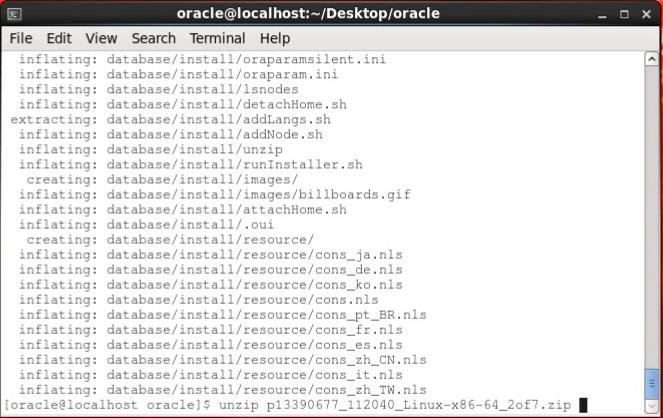 oracle@localhost:~/Desktop/oracle
File Edit View Search Terminal Help
inflating: database/install/oraparamsilent.ini
inflating: database/install/oraparam.ini
inflating: database/install/lsnodes
inflating: database/install/detachHome.sh
extracting: database/install/addLangs.sh
inflating: database/install/addNode.sh
inflating: database/install/unzip
inflating: database/install/runInstaller.sh
creating: database/install/images/
inflating: database/install/images/billboards.gif
inflating: database/install/attachHome.sh
inflating: database/install/.oui
creating: database/install/resource/
inflating: database/install/resource/cons_ja.nls
inflating: database/install/resource/cons_de.nls
inflating: database/install/resource/cons_ko.nls
inflating: database/install/resource/cons.nls
inflating: database/install/resource/cons_pt_BR.nls
inflating: database/install/resource/cons_fr.nls
inflating: database/install/resource/cons_es.nls
inflating: database/install/resource/cons_zh_CN.nls
inflating: database/install/resource/cons_it.nls
inflating: database/install/resource/cons_zh_TW.nls
[oracle@localhost oracle]$ unzip p13390677_112040_Linux-x86-64_2of7.zip